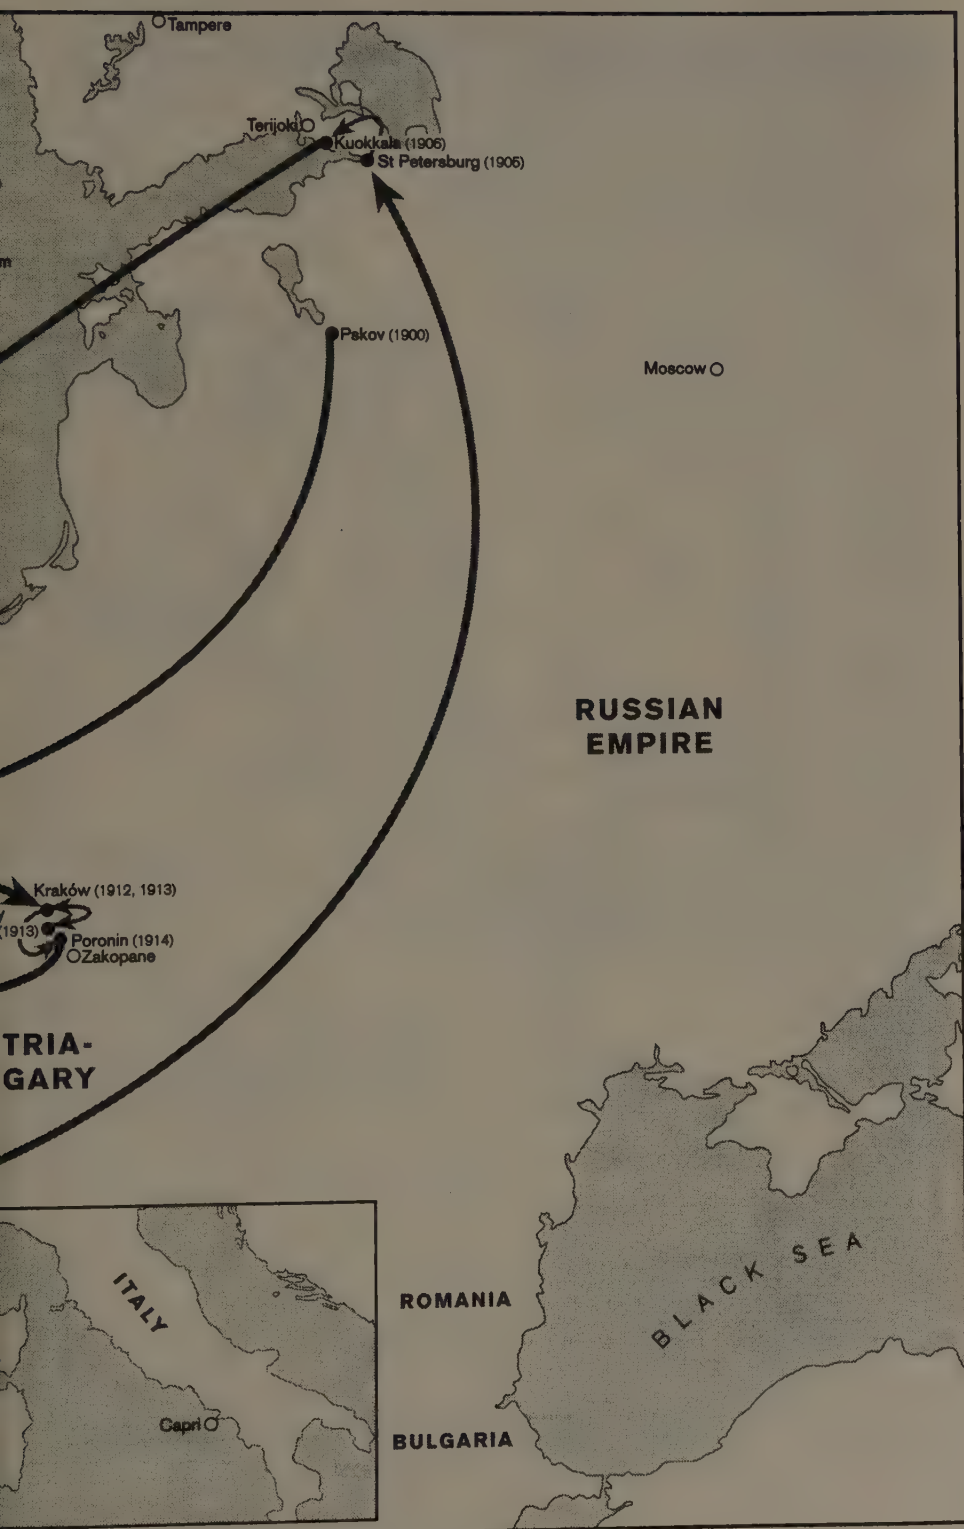 Tampere
Terijoki
Kuokkala (1906)
St Petersburg (1905)
m
Pskov (1900)
Moscow
RUSSIAN
EMPIRE
Kraków (1912, 1913)
(1913)
Poronin (1914)
Zakopane
TRIA-
GARY
ITALY
Capri
ROMANIA
BULGARIA
BLACK SEA